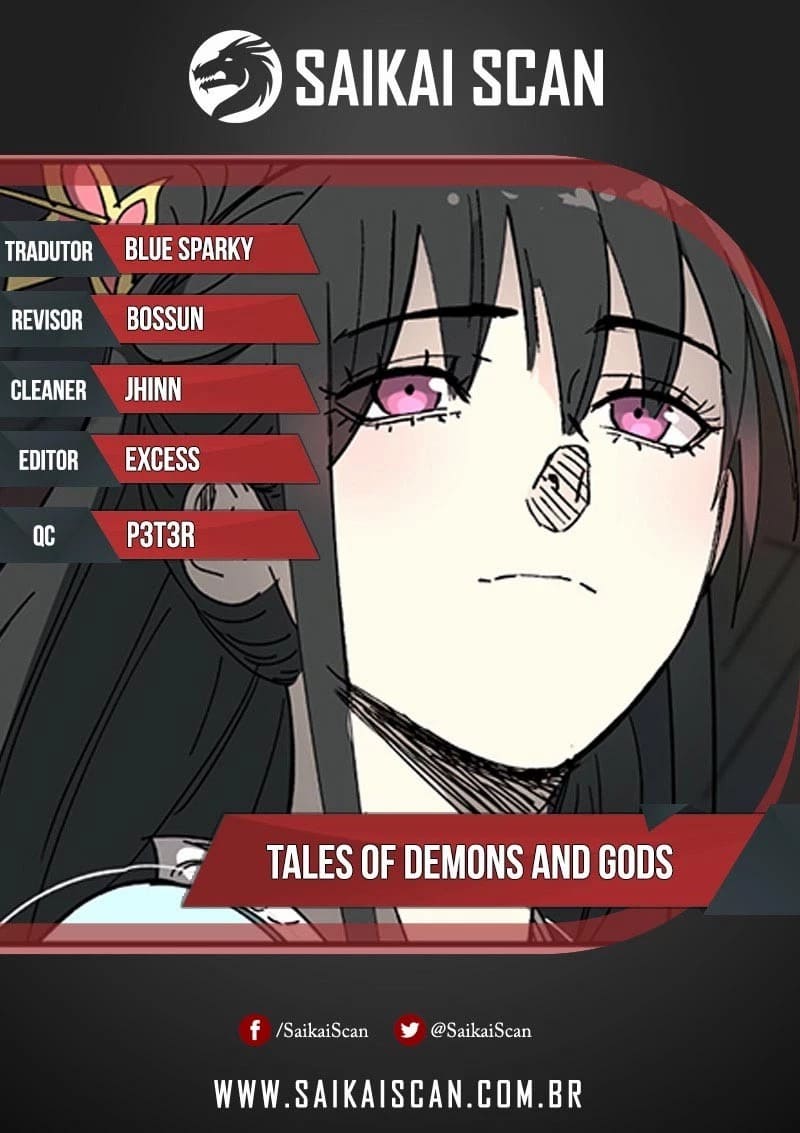 SAIKAI SCAN
TRADUTOR BLUE SPARKY
REVISOR BOSSUN
CLEANER JHINN
EDITOR EXCESS
QC P3T3R
TALES OF DEMONS AND GODS
/SaikaiScan @SaikaiScan
WWW.SAIKAISCAN.COM.BR